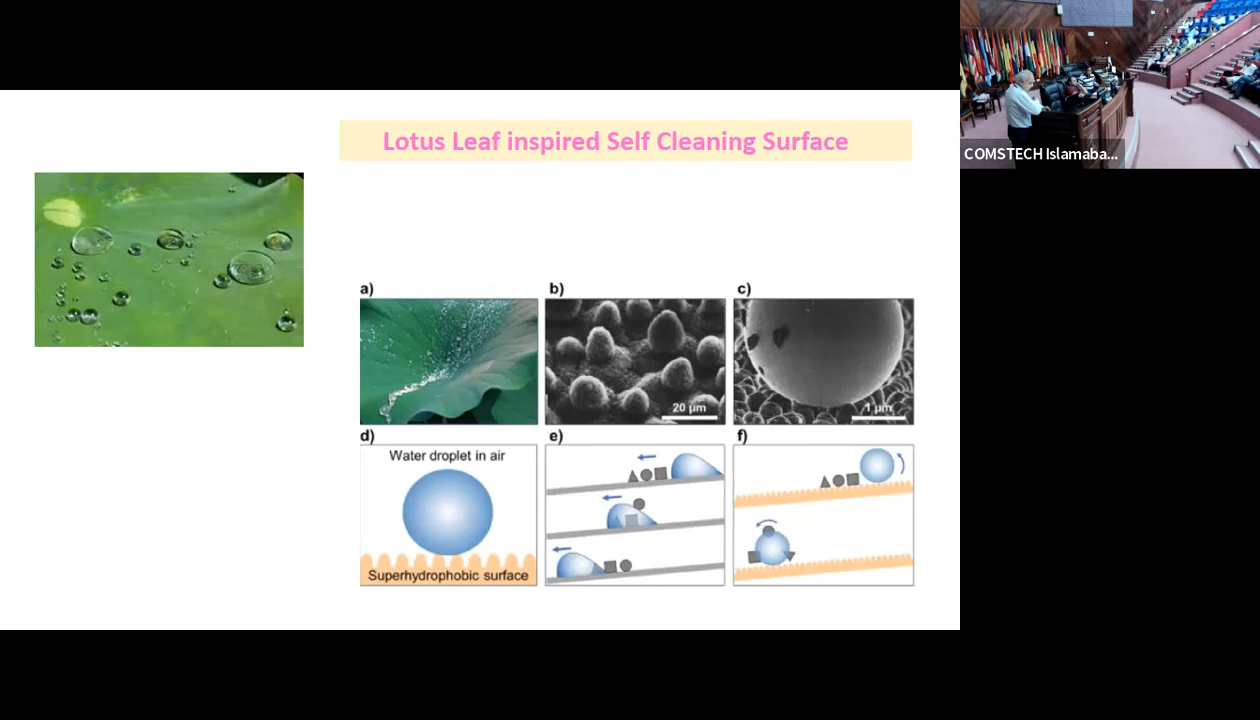 Lotus Leaf inspired Self Cleaning Surface
COMSTECH Islamaba...
a)
b)
c)
20 µm
1 µm
d)
e)
f)
Water droplet in air
Superhydrophobic surface